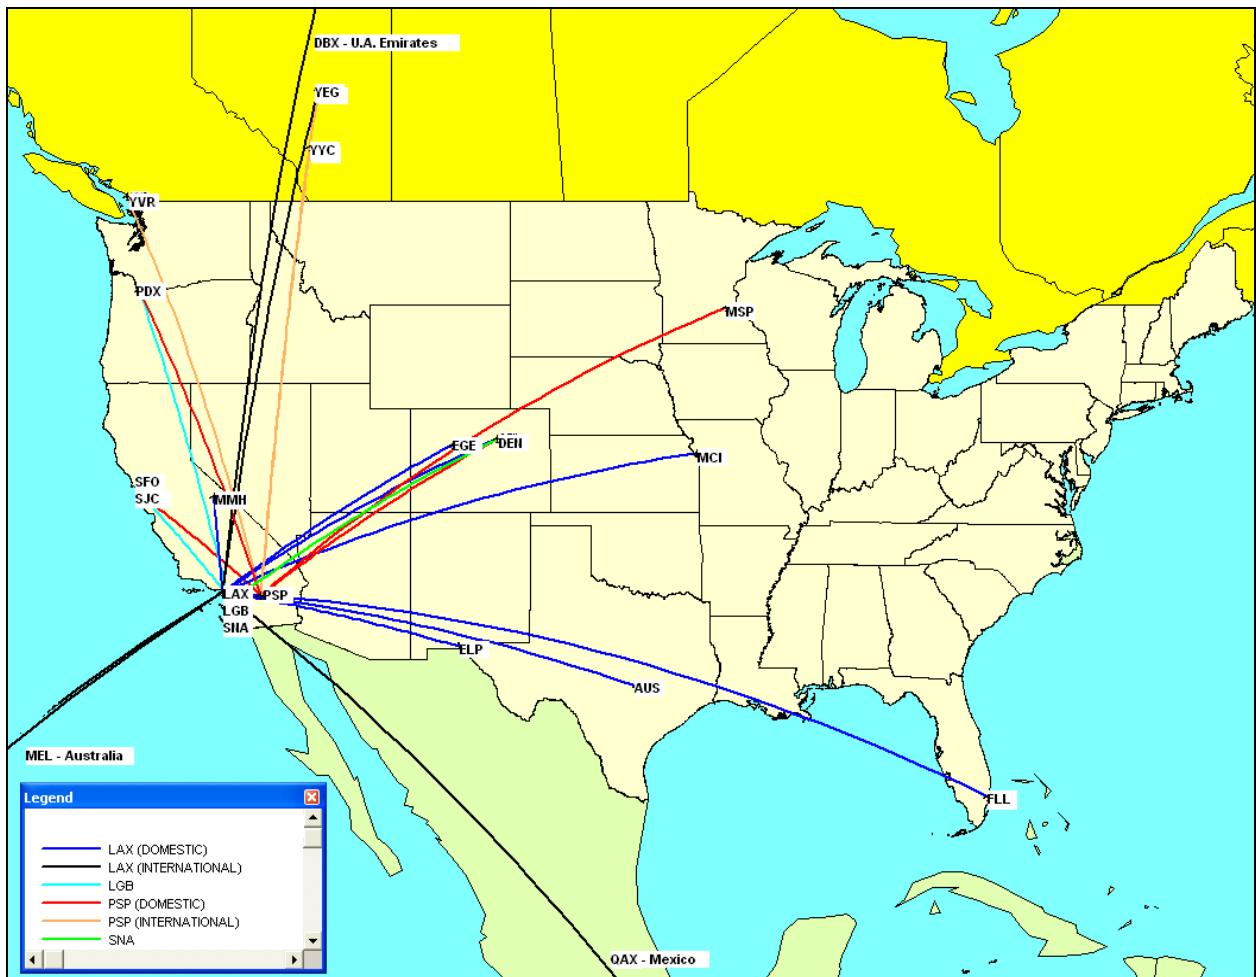 DBX - U.A. Emirates
YEG
YYC
YVR
PDX
MSP
EGE
DEN
MCI
SFO
SJC
MMH
LAX
PSP
LGB
SNA
ELP
AUS
MEL - Australia
FLL
QAX - Mexico
Legend
LAX (DOMESTIC)
LAX (INTERNATIONAL)
LGB
PSP (DOMESTIC)
PSP (INTERNATIONAL)
SNA